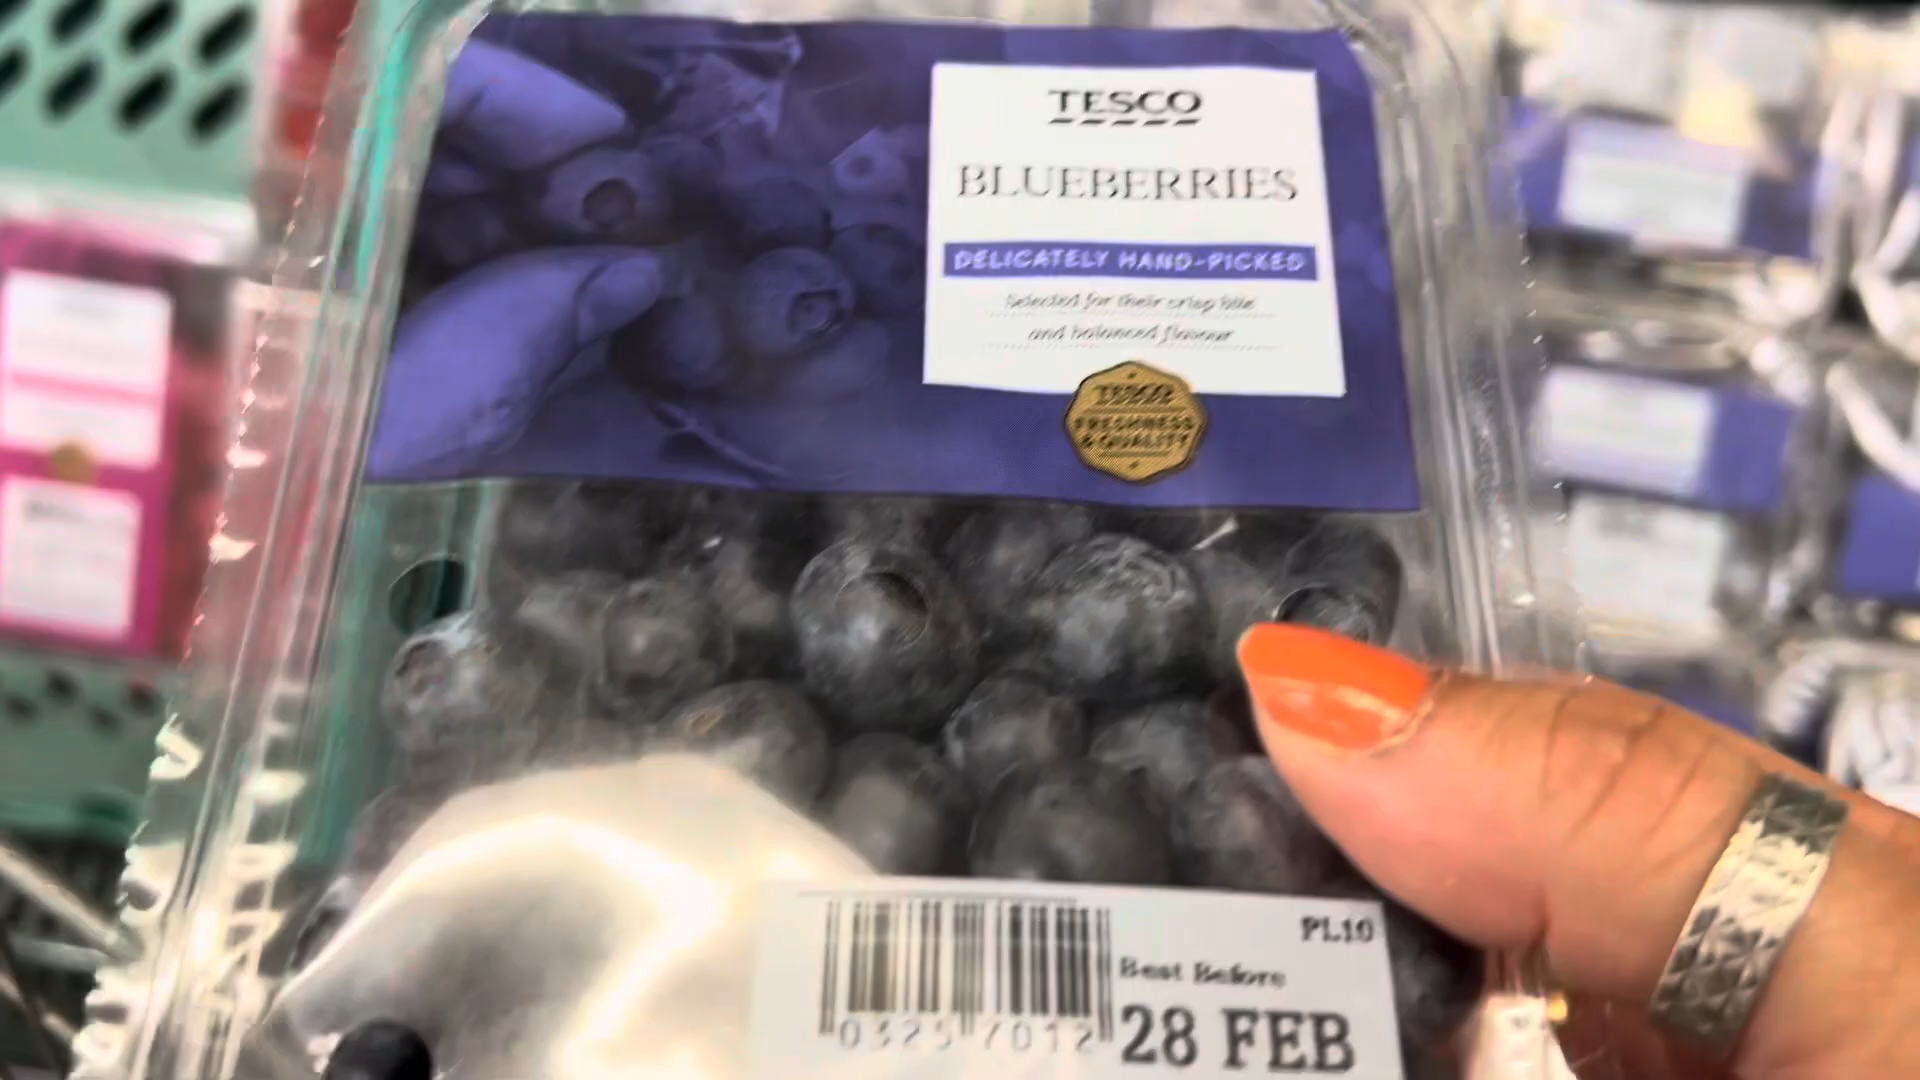 TESCO
BLUEBERRIES
DELICATELY HAND-PICKED
Selected for their crisp bite
and balanced flavour
TESCO
FRESHNESS
& QUALITY
PL10
Best Before
28 FEB
03257012